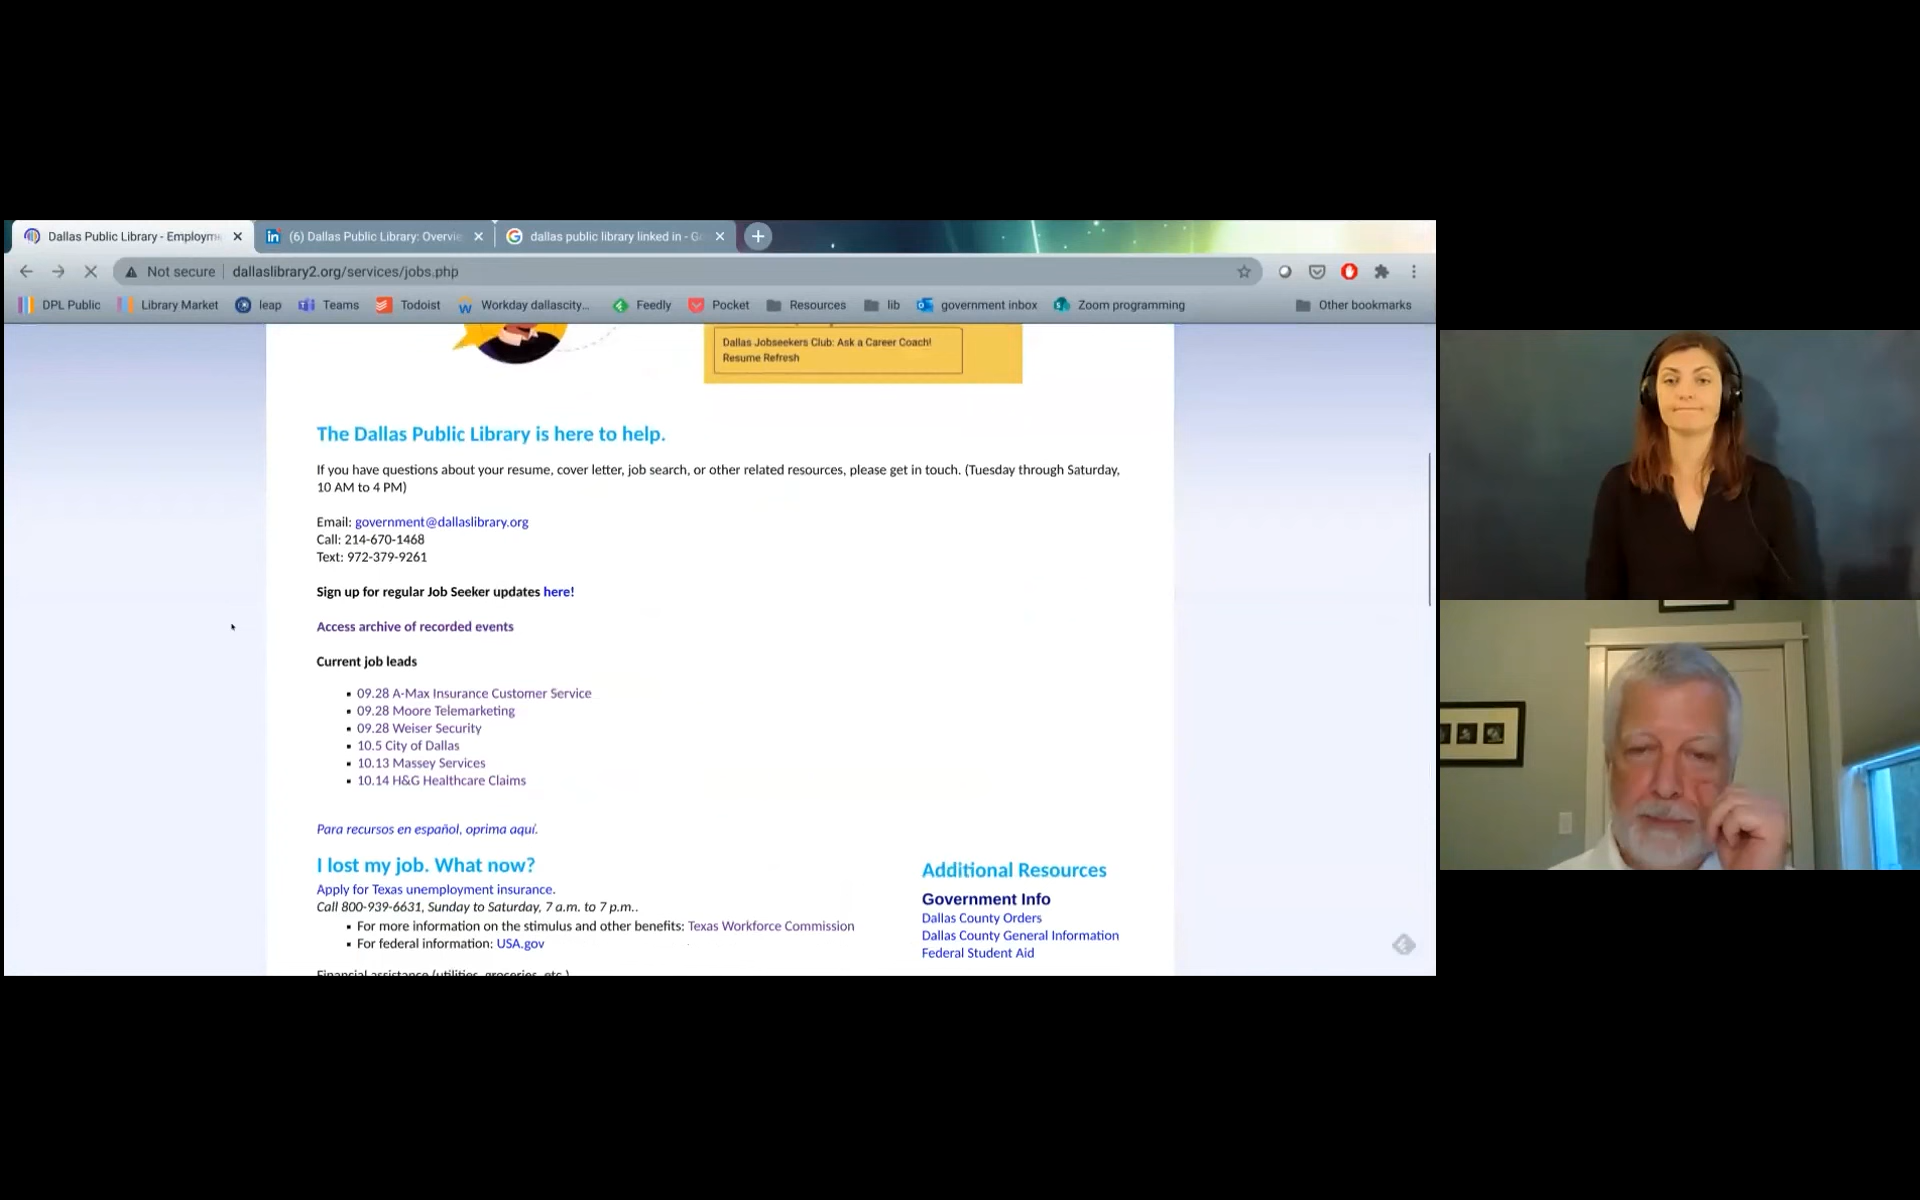 Dallas Public Library - Employm
(6) Dallas Public Library: Overvie
dallas public library linked in - G
Not secure dallaslibrary2.org/services/jobs.php
DPL Public Library Market leap Teams Todoist Workday dallascity... Feedly Pocket Resources lib government inbox Zoom programming Other bookmarks
Dallas Jobseekers Club: Ask a Career Coach!
Resume Refresh
The Dallas Public Library is here to help.
If you have questions about your resume, cover letter, job search, or other related resources, please get in touch. (Tuesday through Saturday,
10 AM to 4 PM)
Email: government@dallaslibrary.org
Call: 214-670-1468
Text: 972-379-9261
Sign up for regular Job Seeker updates here!
Access archive of recorded events
Current job leads
09.28 A-Max Insurance Customer Service
09.28 Moore Telemarketing
09.28 Weiser Security
10.5 City of Dallas
10.13 Massey Services
10.14 H&G Healthcare Claims
Para recursos en español, oprima aquí.
I lost my job. What now?
Apply for Texas unemployment insurance.
Call 800-939-6631, Sunday to Saturday, 7 a.m. to 7 p.m..
For more information on the stimulus and other benefits: Texas Workforce Commission
For federal information: USA.gov
Financial assistance (utilities, groceries, etc.)
Additional Resources
Government Info
Dallas County Orders
Dallas County General Information
Federal Student Aid